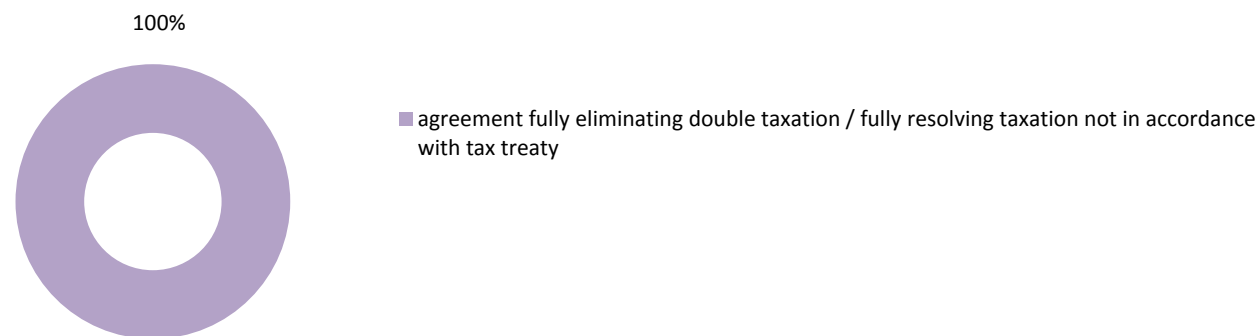 100%
agreement fully eliminating double taxation / fully resolving taxation not in accordance
with tax treaty